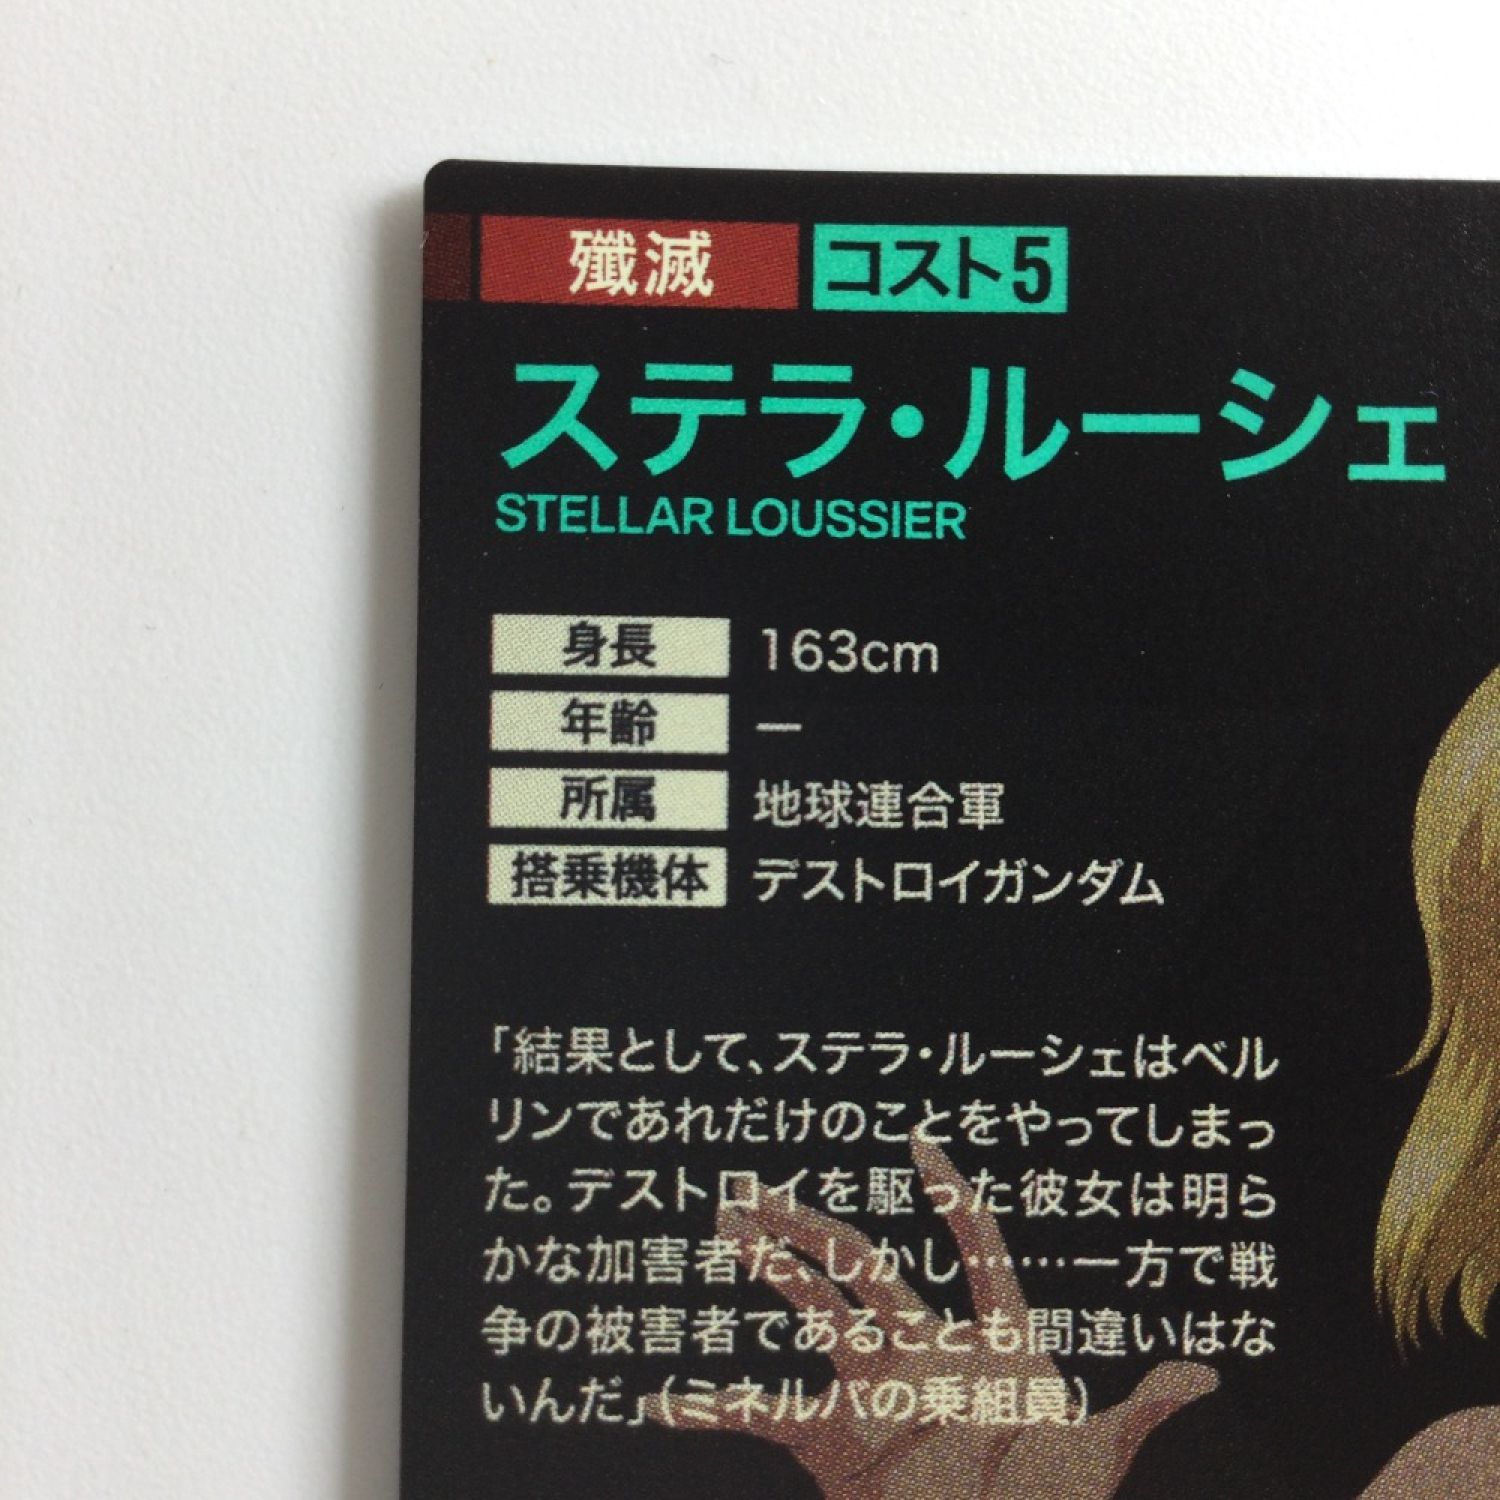 殲滅 コスト5
ステラ・ルーシェ
STELLAR LOUSSIER
身長 163cm
年齢 ―
所属 地球連合軍
搭乗機体 デストロイガンダム
「結果として、ステラ・ルーシェはベル
リンであれだけのことをやってしまっ
た。デストロイを駆った彼女は明ら
かな加害者だ、しかし……一方で戦
争の被害者であることも間違いはな
いんだ」(ミネルバの乗組員)